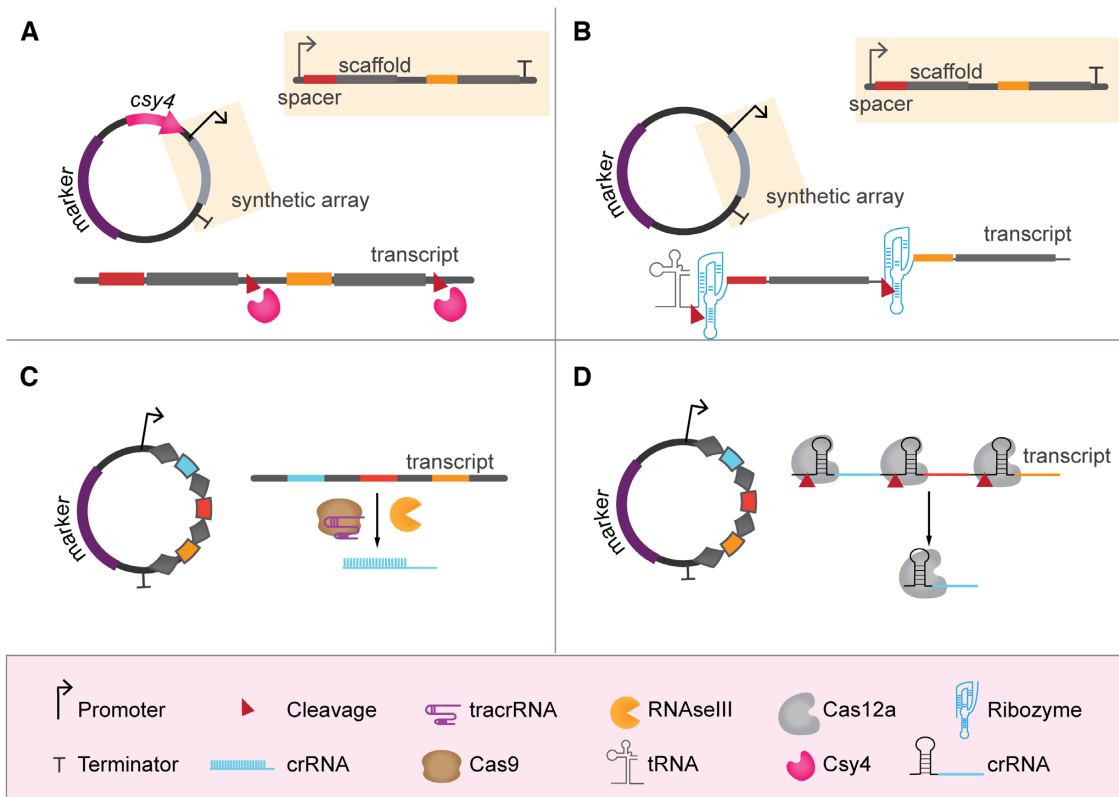 A
scaffold
spacer
csy4
marker
synthetic array
transcript
B
scaffold
spacer
marker
synthetic array
transcript
C
marker
transcript
D
marker
transcript
Promoter
Cleavage
tracrRNA
RNAseIII
Cas12a
Ribozyme
Terminator
crRNA
Cas9
tRNA
Csy4
crRNA